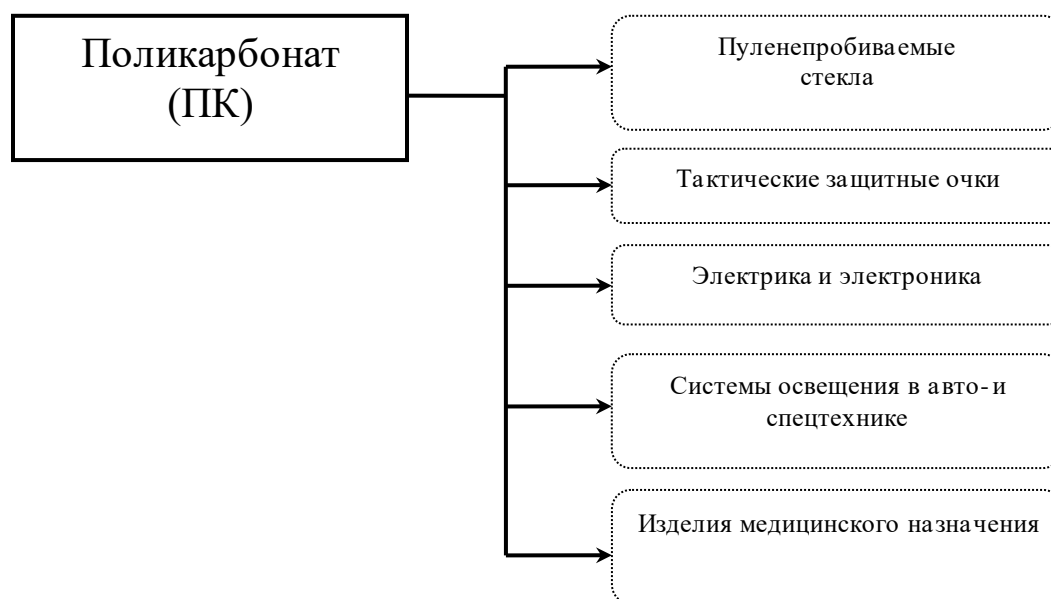 Поликарбонат
(ПК)
Пуленепробиваемые
стекла
Тактические защитные очки
Электрика и электроника
Системы освещения в авто- и
спецтехнике
Изделия медицинского назначения